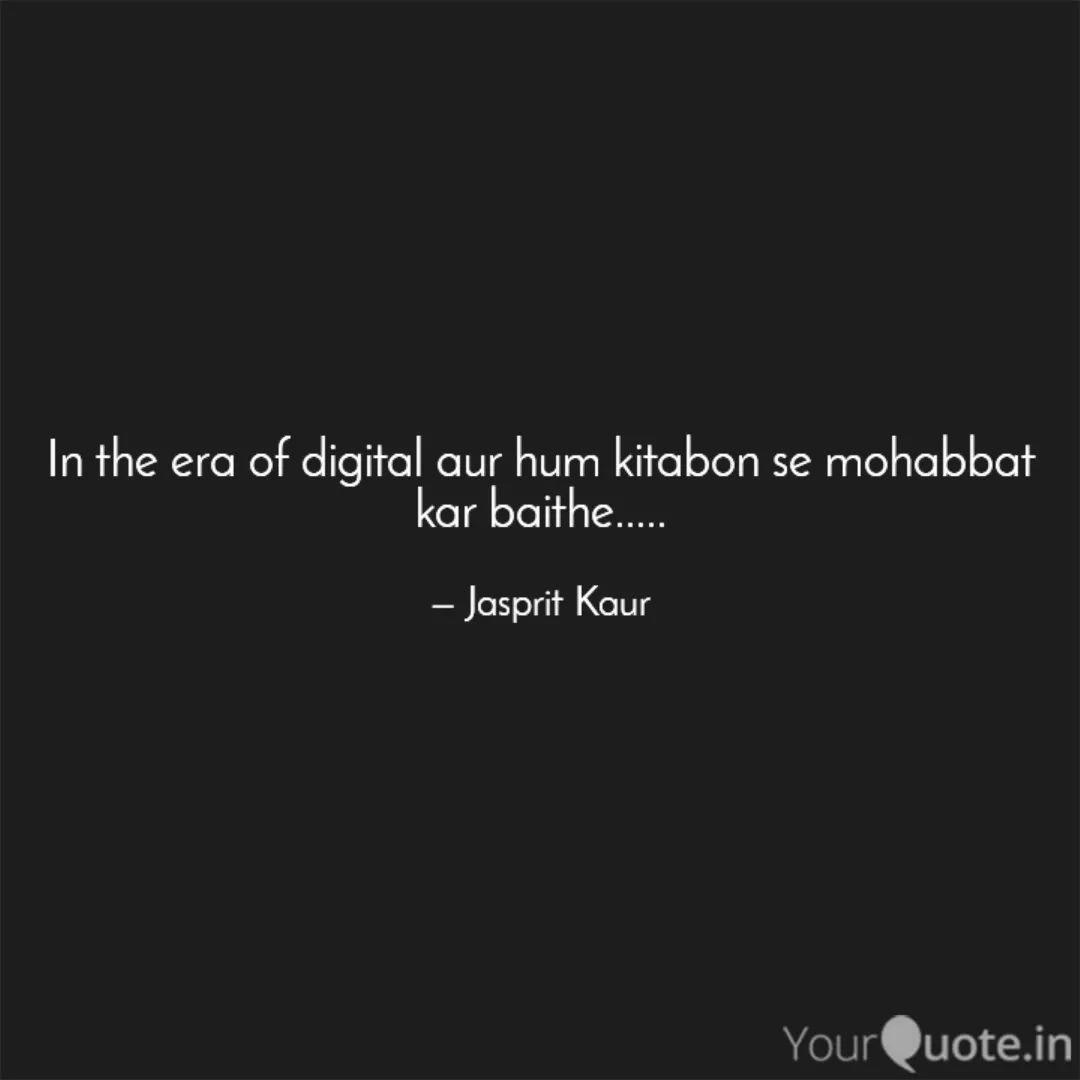 In the era of digital aur hum kitabon se mohabbat
kar baithe.....
– Jasprit Kaur
YourQuote.in